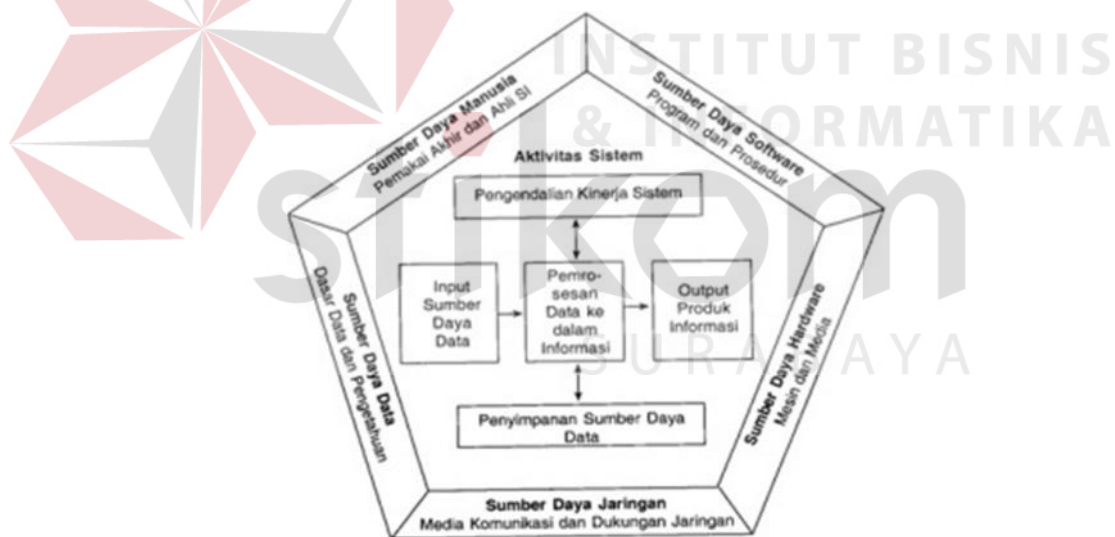 INSTITUT BISNIS
& INFORMATIKA
stikom
SURABAYA
Sumber Daya Manusia
Pemakai Akhir dan Ahli SI
Sumber Daya Software
Program dan Prosedur
Aktivitas Sistem
Pengendalian Kinerja Sistem
Input
Sumber
Daya
Data
Pemro-
sesan
Data ke
dalam
Informasi
Output
Produk
Informasi
Penyimpanan Sumber Daya
Data
Sumber Daya Data
Dasar Data dan Pengetahuan
Sumber Daya Hardware
Mesin dan Media
Sumber Daya Jaringan
Media Komunikasi dan Dukungan Jaringan